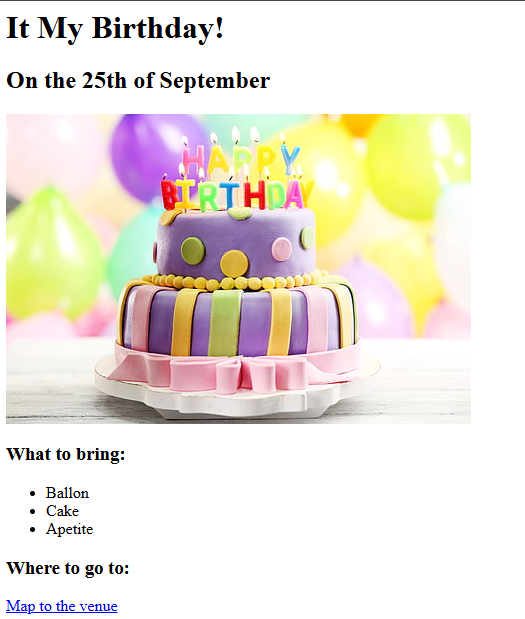 It My Birthday!
On the 25th of September
HAPPY
BIRTHDAY
What to bring:
Ballon
Cake
Apetite
Where to go to:
Map to the venue